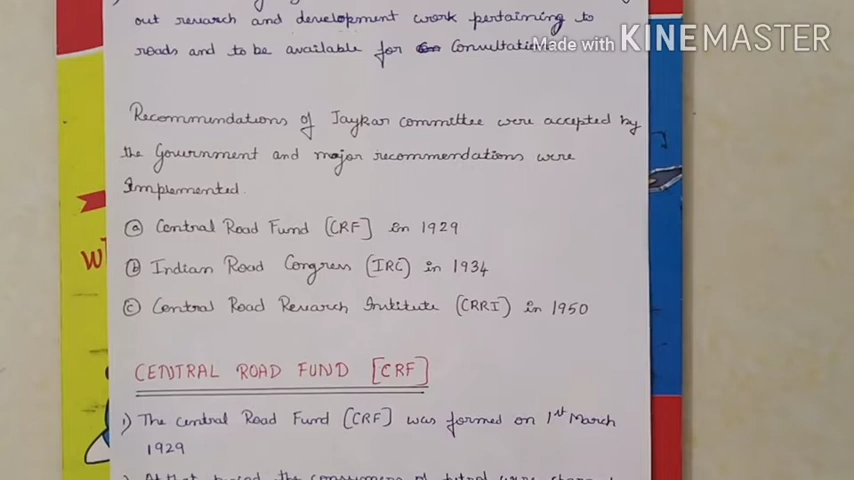 out research and development work pertaining to
roads and to be available for Consultation
Made with KINEMASTER
Recommendations of Jaykar committee were accepted by
the Government and major recommendations were
Implemented.
(a) Central Road Fund [CRF] in 1929
(b) Indian Road Congress (IRC) in 1934
(c) Central Road Research Institute (CRRI) in 1950
CENTRAL ROAD FUND [CRF]
1) The central Road Fund [CRF] was formed on 1st March
1929